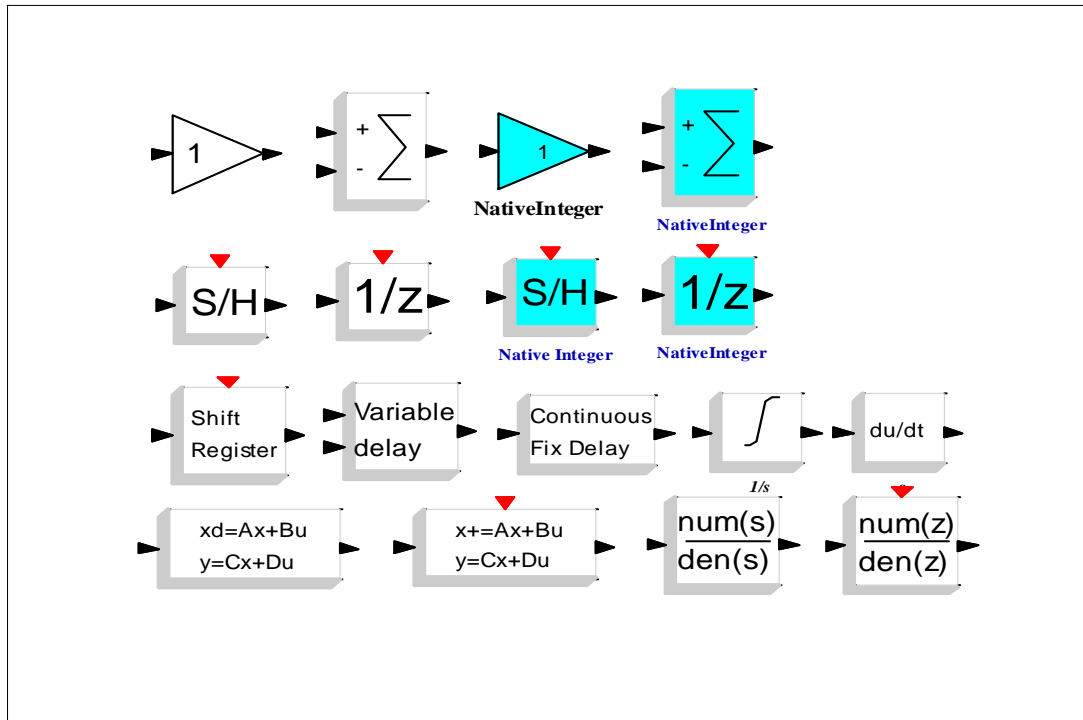 1
+
-
1
NativeInteger
+
-
NativeInteger
S/H
1/z
S/H
Native Integer
1/z
NativeInteger
Shift
Register
Variable
delay
Continuous
Fix Delay
1/s
du/dt
xd=Ax+Bu
y=Cx+Du
x+=Ax+Bu
y=Cx+Du
num(s)
den(s)
num(z)
den(z)